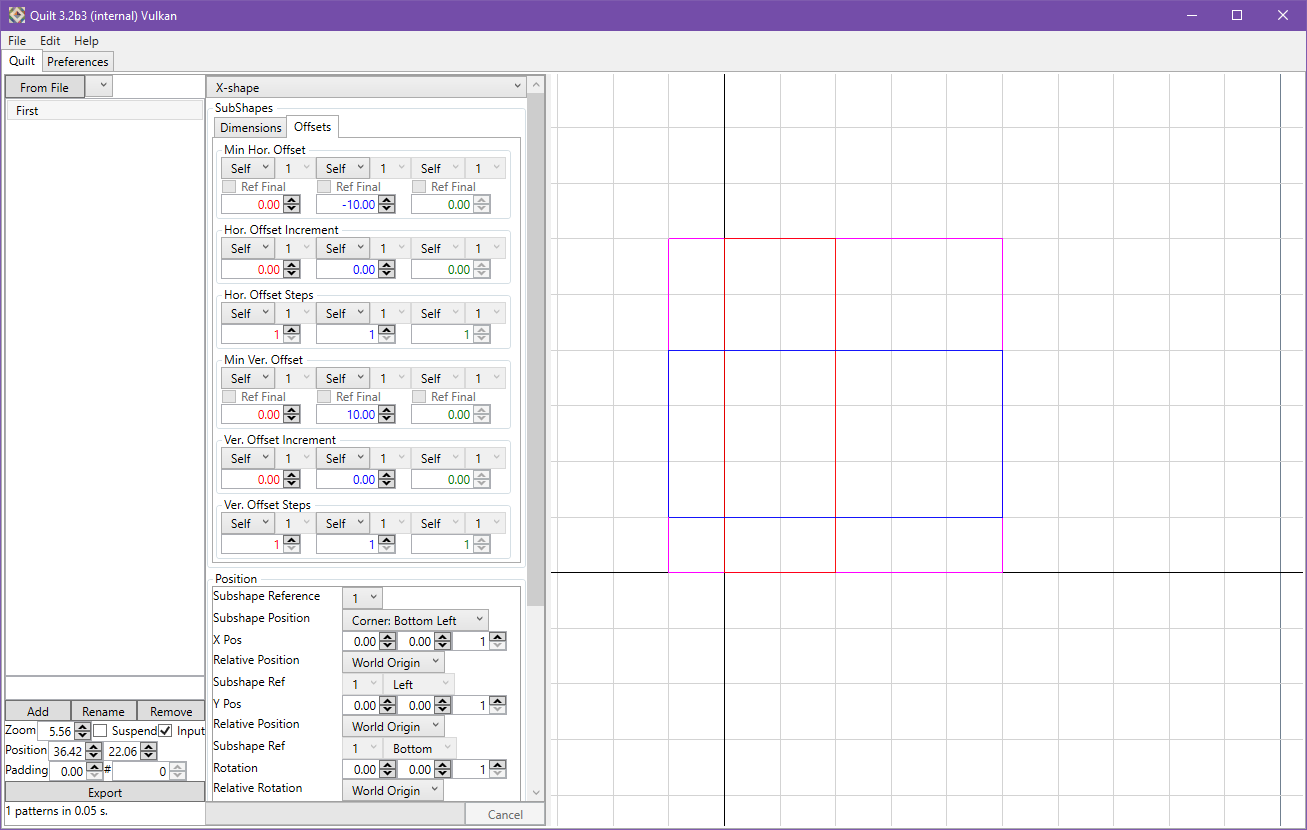 Quilt 3.2b3 (internal) Vulkan
File Edit Help
Quilt Preferences
From File
First
X-shape
SubShapes
Dimensions Offsets
Min Hor. Offset
Self 1 Self 1 Self 1
Ref Final Ref Final Ref Final
0.00 -10.00 0.00
Hor. Offset Increment
Self 1 Self 1 Self 1
0.00 0.00 0.00
Hor. Offset Steps
Self 1 Self 1 Self 1
1 1 1
Min Ver. Offset
Self 1 Self 1 Self 1
Ref Final Ref Final Ref Final
0.00 10.00 0.00
Ver. Offset Increment
Self 1 Self 1 Self 1
0.00 0.00 0.00
Ver. Offset Steps
Self 1 Self 1 Self 1
1 1 1
Position
Subshape Reference 1
Subshape Position Corner: Bottom Left
X Pos 0.00 0.00 1
Relative Position World Origin
Subshape Ref 1 Left
Y Pos 0.00 0.00 1
Relative Position World Origin
Subshape Ref 1 Bottom
Rotation 0.00 0.00 1
Relative Rotation World Origin
Cancel
Add Rename Remove
Zoom 5.56 Suspend Input
Position 36.42 22.06
Padding 0.00 # 0
Export
1 patterns in 0.05 s.